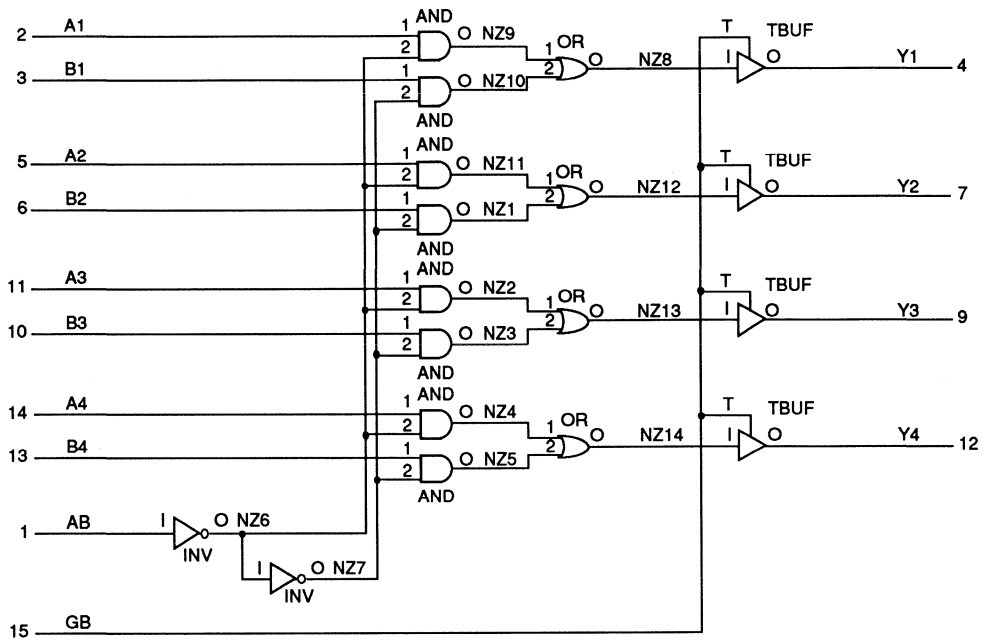 AND
2 A1 1 O NZ9 OR T TBUF
2 1 O NZ8 I O Y1 4
3 B1 1 O NZ10 2
2
AND
AND
5 A2 1 O NZ11 OR T TBUF
2 1 O NZ12 I O Y2 7
6 B2 1 O NZ1 2
2
AND
AND
11 A3 1 O NZ2 OR T TBUF
2 1 O NZ13 I O Y3 9
10 B3 1 O NZ3 2
2
AND
AND
14 A4 1 O NZ4 OR T TBUF
2 1 O NZ14 I O Y4 12
13 B4 1 O NZ5 2
2
AND
1 AB I O NZ6
INV
I O NZ7
INV
15 GB